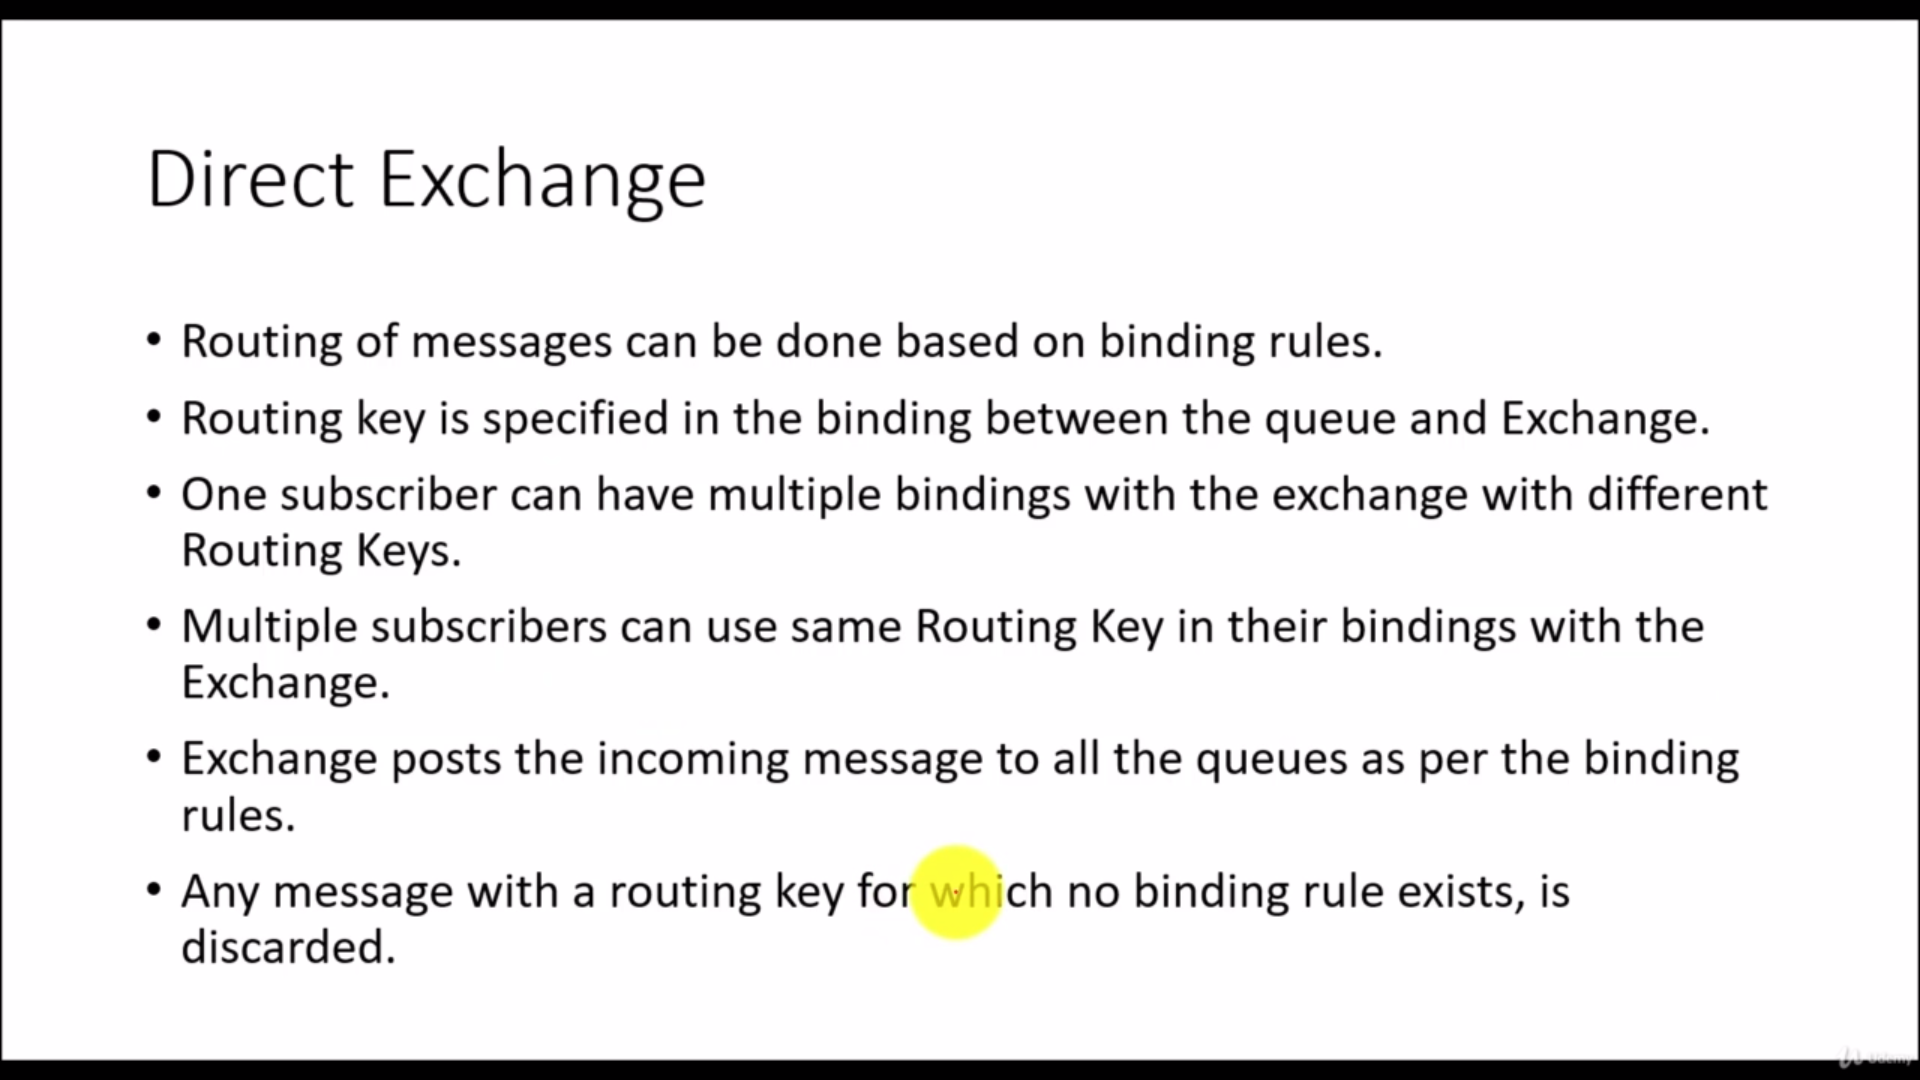 Direct Exchange
• Routing of messages can be done based on binding rules.
• Routing key is specified in the binding between the queue and Exchange.
• One subscriber can have multiple bindings with the exchange with different
Routing Keys.
• Multiple subscribers can use same Routing Key in their bindings with the
Exchange.
• Exchange posts the incoming message to all the queues as per the binding
rules.
• Any message with a routing key for which no binding rule exists, is
discarded.
Udemy